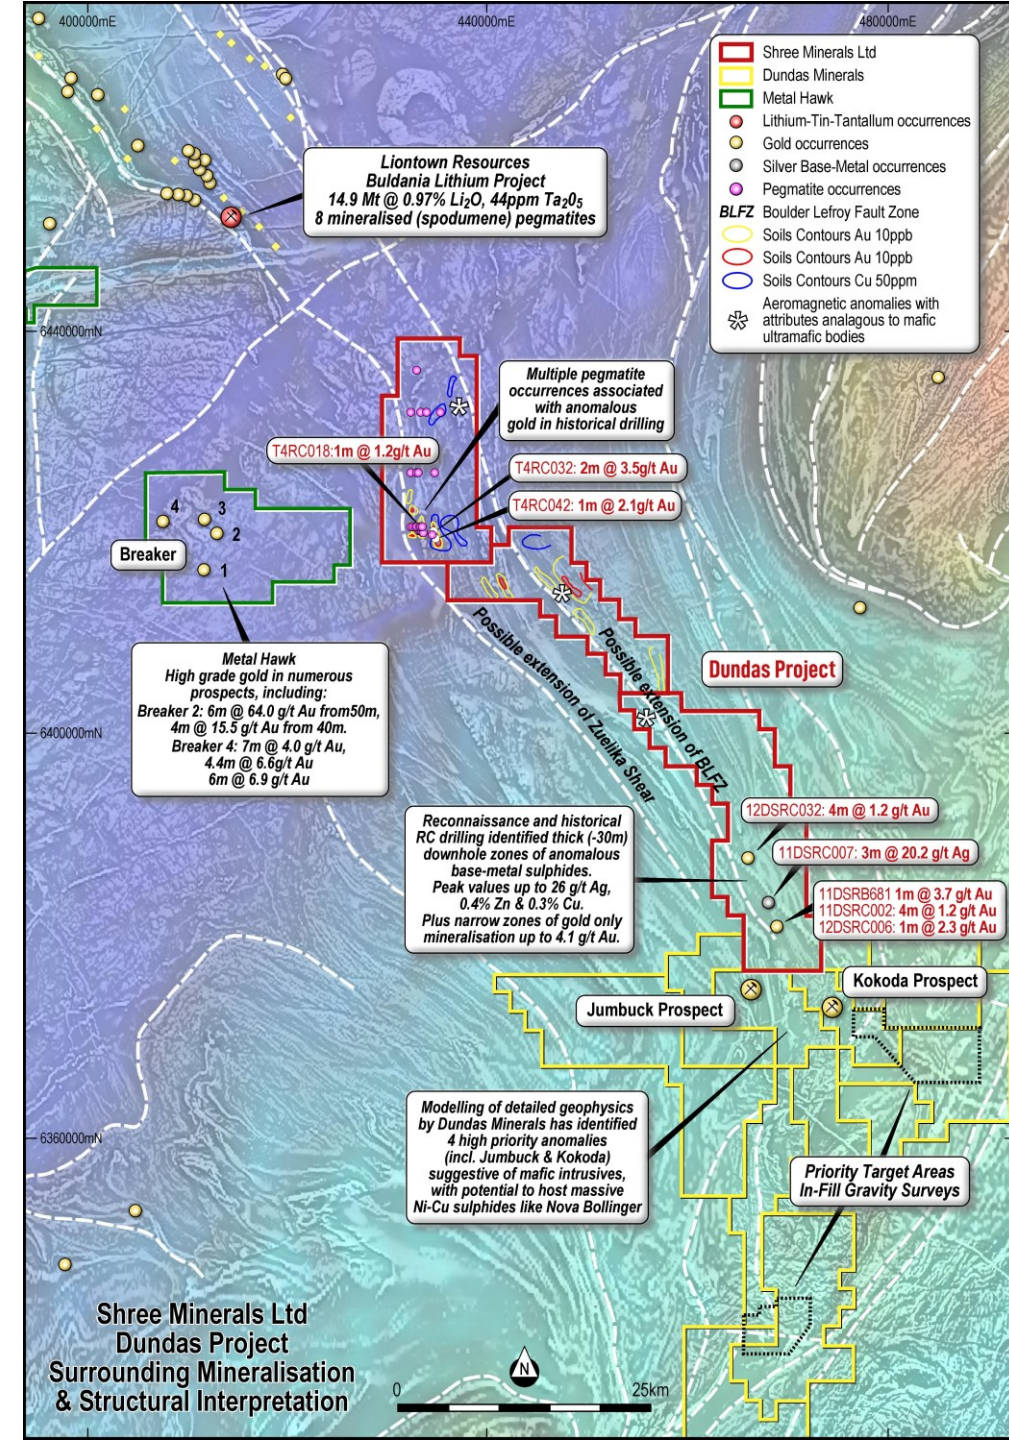 400000mE
440000mE
480000mE
Shree Minerals Ltd
Dundas Minerals
Metal Hawk
Lithium-Tin-Tantallum occurrences
Gold occurrences
Silver Base-Metal occurrences
Pegmatite occurrences
BLFZ Boulder Lefroy Fault Zone
Soils Contours Au 10ppb
Soils Contours Au 10ppb
Soils Contours Cu 50ppm
Aeromagnetic anomalies with
attributes analagous to mafic
ultramafic bodies
Liontown Resources
Buldania Lithium Project
14.9 Mt @ 0.97% Li2O, 44ppm Ta2O5
8 mineralised (spodumene) pegmatites
6440000mN
Multiple pegmatite
occurrences associated
with anomalous
gold in historical drilling
T4RC018:1m @ 1.2g/t Au
T4RC032: 2m @ 3.5g/t Au
T4RC042: 1m @ 2.1g/t Au
4
3
2
Breaker
1
Possible extension of Zuelika Shear
Possible extension of BLFZ
Dundas Project
Metal Hawk
High grade gold in numerous
prospects, including:
Breaker 2: 6m @ 64.0 g/t Au from50m,
4m @ 15.5 g/t Au from 40m.
Breaker 4: 7m @ 4.0 g/t Au,
4.4m @ 6.6g/t Au
6m @ 6.9 g/t Au
6400000mN
Reconnaissance and historical
RC drilling identified thick (-30m)
downhole zones of anomalous
base-metal sulphides.
Peak values up to 26 g/t Ag,
0.4% Zn & 0.3% Cu.
Plus narrow zones of gold only
mineralisation up to 4.1 g/t Au.
12DSRC032: 4m @ 1.2 g/t Au
11DSRC007: 3m @ 20.2 g/t Ag
11DSRB681 1m @ 3.7 g/t Au
11DSRC002: 4m @ 1.2 g/t Au
12DSRC006: 1m @ 2.3 g/t Au
Kokoda Prospect
Jumbuck Prospect
Modelling of detailed geophysics
by Dundas Minerals has identified
4 high priority anomalies
(incl. Jumbuck & Kokoda)
suggestive of mafic intrusives,
with potential to host massive
Ni-Cu sulphides like Nova Bollinger
6360000mN
Priority Target Areas
In-Fill Gravity Surveys
Shree Minerals Ltd
Dundas Project
Surrounding Mineralisation
& Structural Interpretation
N
0
25km